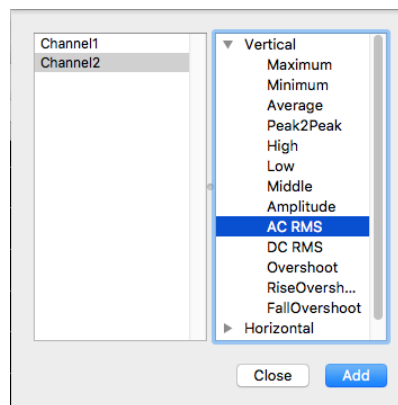 Channel1
Channel2
Vertical
Maximum
Minimum
Average
Peak2Peak
High
Low
Middle
Amplitude
AC RMS
DC RMS
Overshoot
RiseOversh...
FallOvershoot
Horizontal
Close
Add